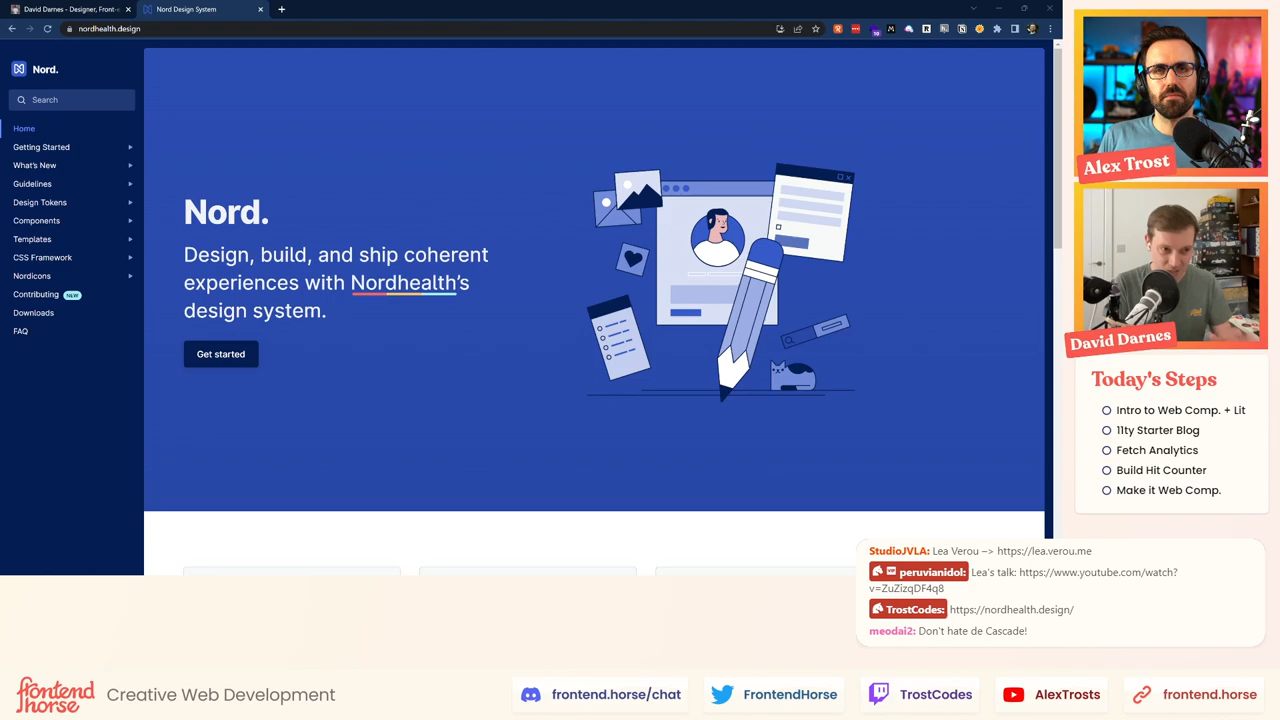 David Darnes - Designer, Front-e
Nord Design System
nordhealth.design
Nord.
Search
Home
Getting Started
What's New
Guidelines
Design Tokens
Components
Templates
CSS Framework
Nordicons
Contributing NEW
Downloads
FAQ
Nord.
Design, build, and ship coherent
experiences with Nordhealth's
design system.
Get started
Alex Trost
David Darnes
Today's Steps
Intro to Web Comp. + Lit
11ty Starter Blog
Fetch Analytics
Build Hit Counter
Make it Web Comp.
StudioJVLA: Lea Verou —> https://lea.verou.me
peruvianidol: Lea's talk: https://www.youtube.com/watch?
v=ZuZizqDF4q8
TrostCodes: https://nordhealth.design/
meodai2: Don't hate de Cascade!
frontend
horse
Creative Web Development
frontend.horse/chat
FrontendHorse
TrostCodes
AlexTrosts
frontend.horse